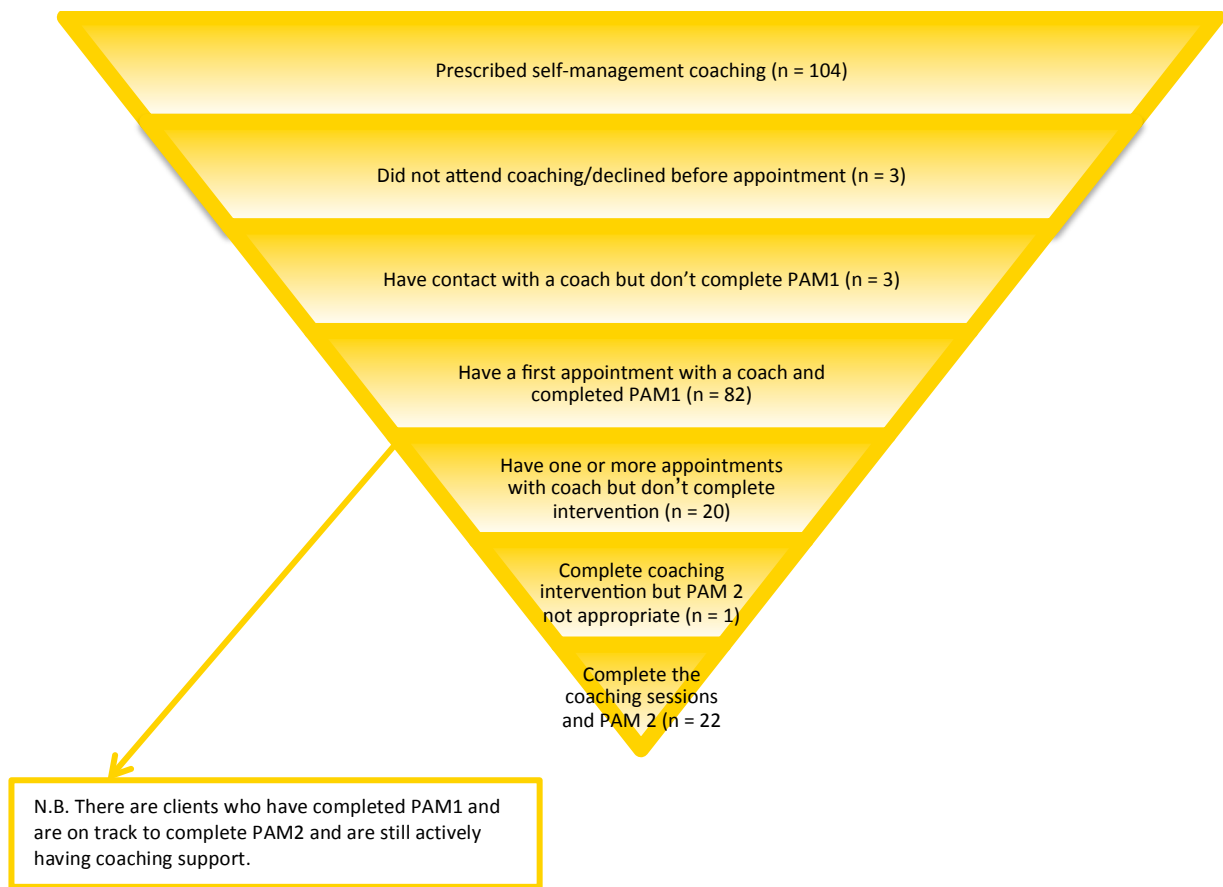 Prescribed self-management coaching (n = 104)
Did not attend coaching/declined before appointment (n = 3)
Have contact with a coach but don’t complete PAM1 (n = 3)
Have a first appointment with a coach and
completed PAM1 (n = 82)
Have one or more appointments
with coach but don’t complete
intervention (n = 20)
Complete coaching
intervention but PAM 2
not appropriate (n = 1)
Complete the
coaching sessions
and PAM 2 (n = 22
N.B. There are clients who have completed PAM1 and
are on track to complete PAM2 and are still actively
having coaching support.